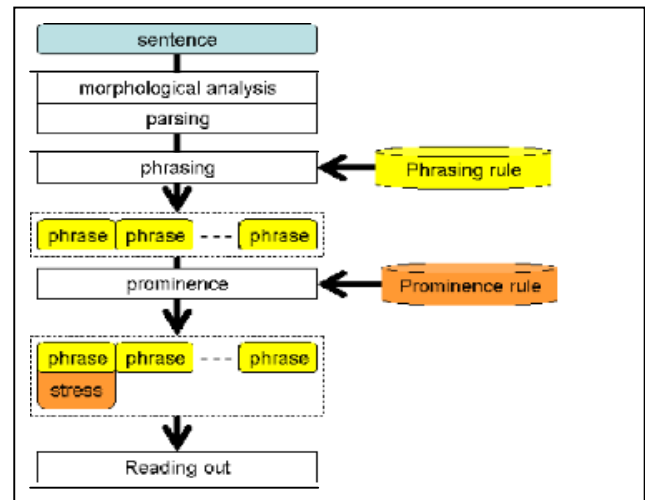 sentence
morphological analysis
parsing
phrasing
Phrasing rule
phrase phrase --- phrase
prominence
Prominence rule
phrase phrase --- phrase
stress
Reading out